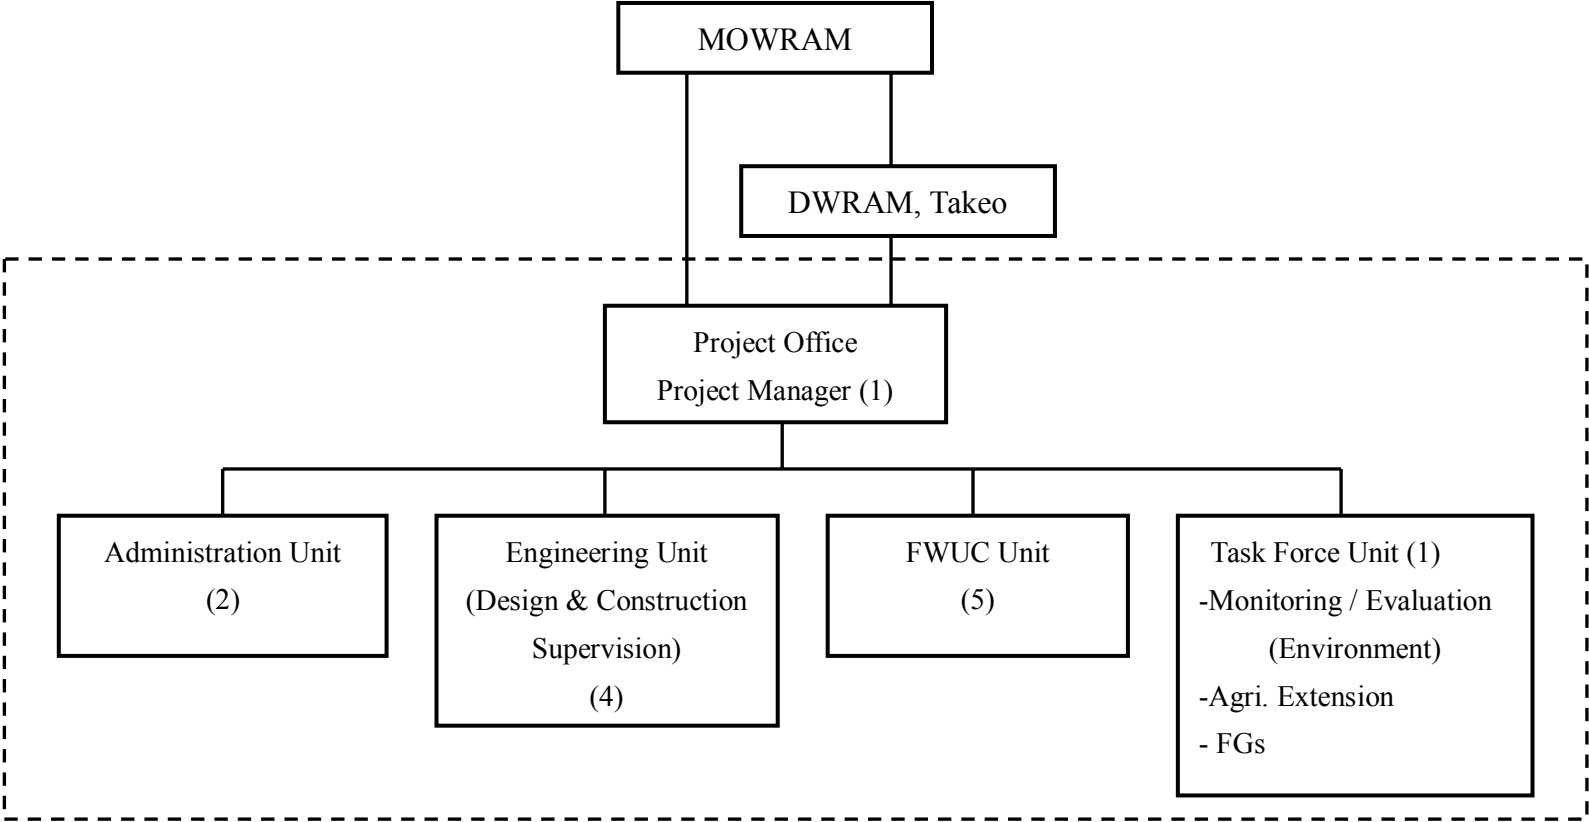 MOWRAM
DWRAM, Takeo
Project Office
Project Manager (1)
Administration Unit
(2)
Engineering Unit
(Design & Construction
Supervision)
(4)
FWUC Unit
(5)
Task Force Unit (1)
-Monitoring / Evaluation
(Environment)
-Agri. Extension
- FGs